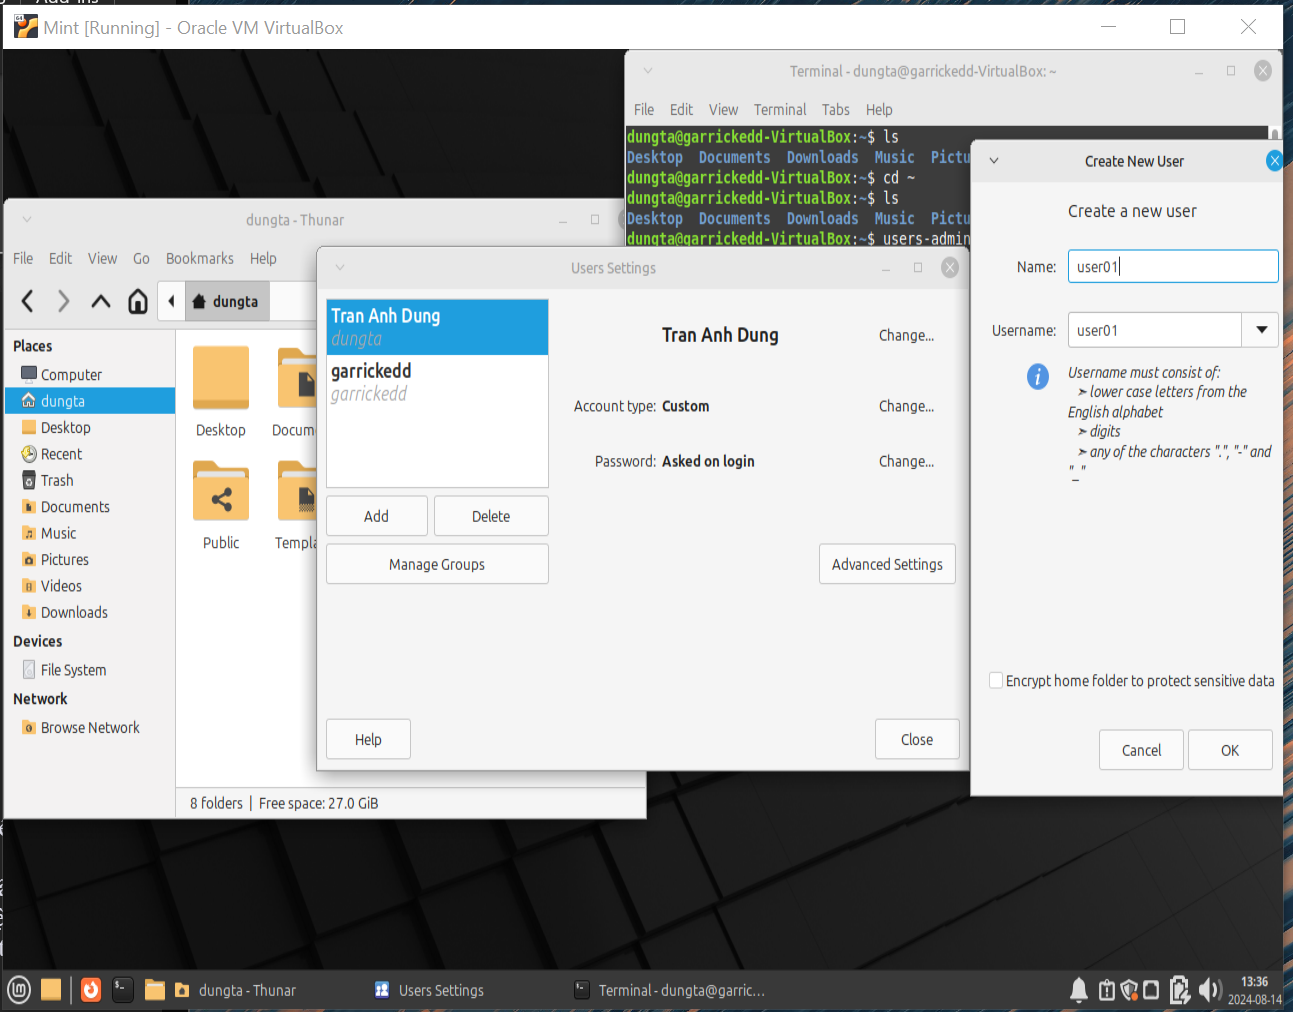 Mint [Running] - Oracle VM VirtualBox
Terminal - dungta@garrickedd-VirtualBox: ~
File Edit View Terminal Tabs Help
dungta@garrickedd-VirtualBox:~$ ls
Desktop Documents Downloads Music Pictu
dungta@garrickedd-VirtualBox:~$ cd ~
dungta@garrickedd-VirtualBox:~$ ls
Desktop Documents Downloads Music Pictu
dungta@garrickedd-VirtualBox:~$ users-admin
dungta - Thunar
File Edit View Go Bookmarks Help
dungta
Places
Computer
dungta
Desktop
Recent
Trash
Documents
Music
Pictures
Videos
Downloads
Devices
File System
Network
Browse Network
Desktop
Docum
Public
Templa
8 folders | Free space: 27.0 GiB
Users Settings
Tran Anh Dung
dungta
garrickedd
garrickedd
Add
Delete
Manage Groups
Tran Anh Dung
Change...
Account type: Custom
Change...
Password: Asked on login
Change...
Advanced Settings
Help
Close
Create New User
Create a new user
Name: user01
Username: user01
Username must consist of:
➣ lower case letters from the
English alphabet
➣ digits
➣ any of the characters ".", "-" and
"_"
Encrypt home folder to protect sensitive data
Cancel
OK
dungta - Thunar
Users Settings
Terminal - dungta@garric...
13:36
2024-08-14